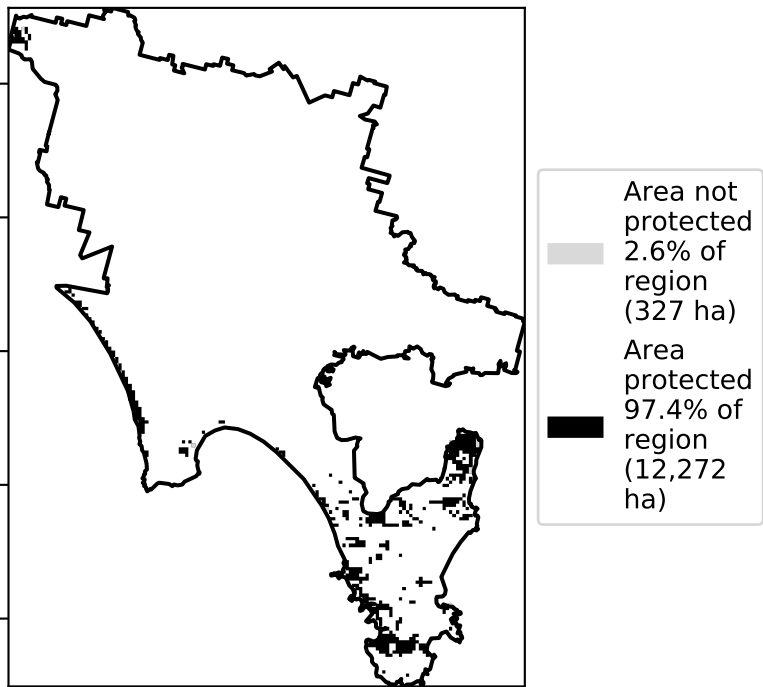 Area not
protected
2.6% of
region
(327 ha)
Area
protected
97.4% of
region
(12,272
ha)